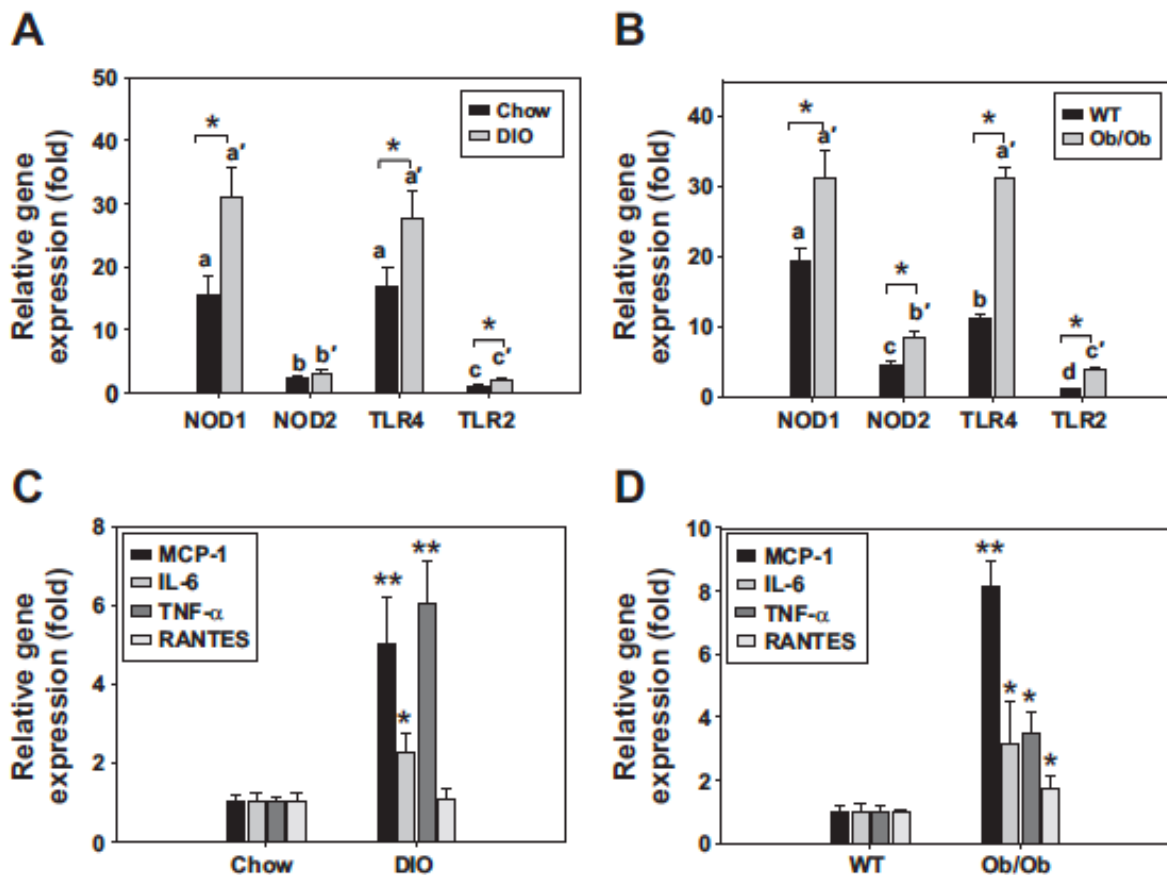 A
Relative gene
expression (fold)
50
40
30
20
10
0
Chow
DIO
*
a
a′
b
b′
*
a
a′
*
c
c′
NOD1 NOD2 TLR4 TLR2
B
Relative gene
expression (fold)
40
30
20
10
0
WT
Ob/Ob
*
a
a′
*
c
b′
*
b
a′
*
d
c′
NOD1 NOD2 TLR4 TLR2
C
Relative gene
expression (fold)
8
6
4
2
0
MCP-1
IL-6
TNF-α
RANTES
**
*
**
Chow DIO
D
Relative gene
expression (fold)
10
8
6
4
2
0
MCP-1
IL-6
TNF-α
RANTES
**
*
*
*
WT Ob/Ob